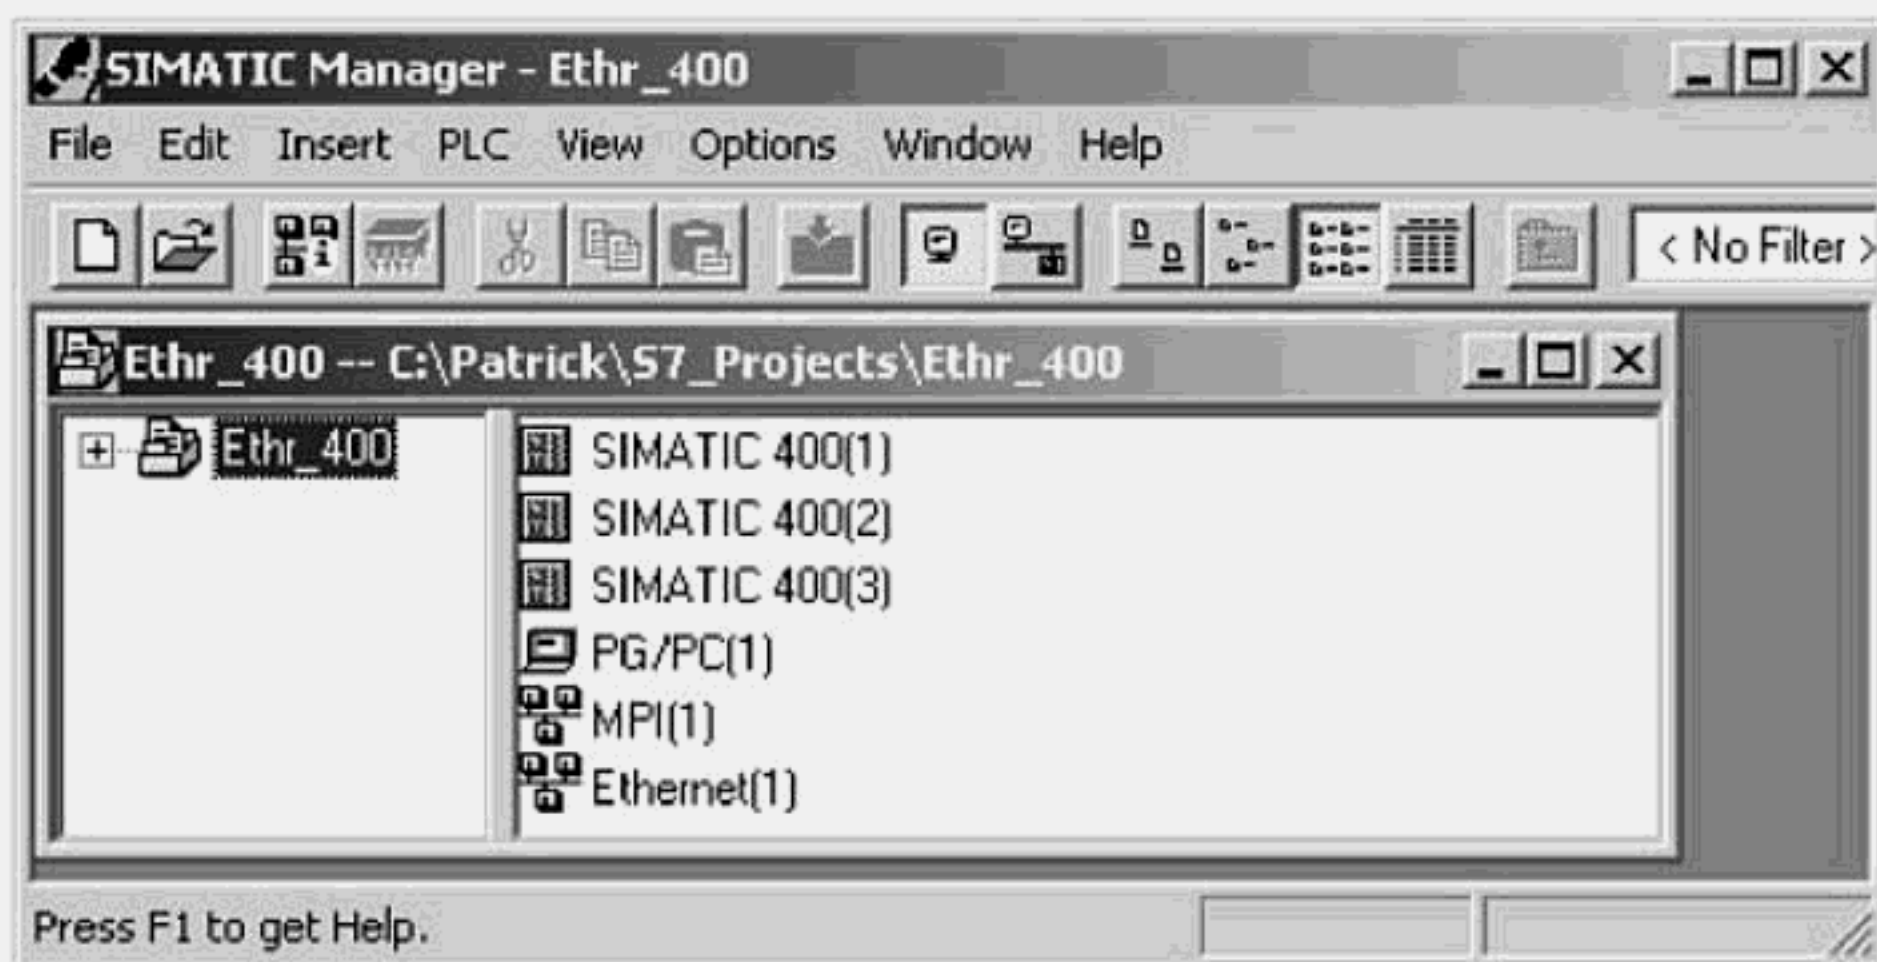 SIMATIC Manager - Ethr_400
File Edit Insert PLC View Options Window Help
< No Filter >
Ethr_400 -- C:\Patrick\S7_Projects\Ethr_400
Ethr_400
SIMATIC 400(1)
SIMATIC 400(2)
SIMATIC 400(3)
PG/PC(1)
MPI(1)
Ethernet(1)
Press F1 to get Help.